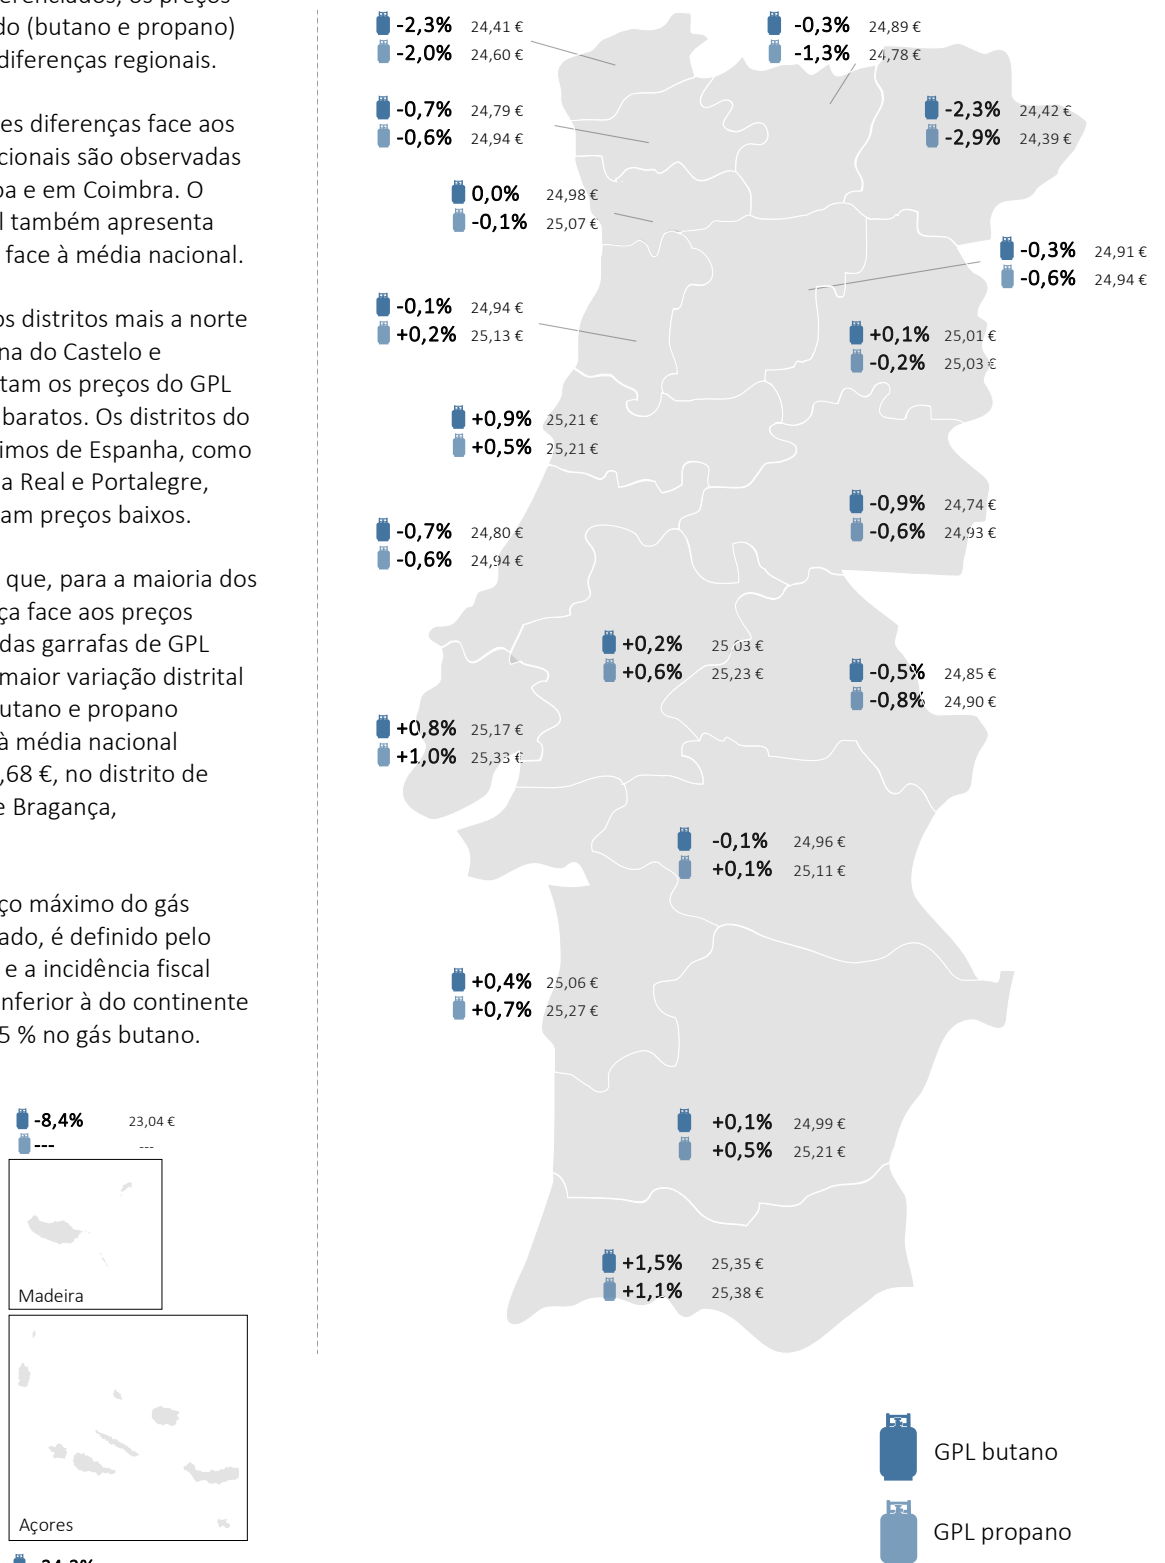 do (butano e propano)
diferenças regionais.
es diferenças face aos
cionais são observadas
pa e em Coimbra. O
l também apresenta
face à média nacional.
os distritos mais a norte
na do Castelo e
tam os preços do GPL
baratos. Os distritos do
kimos de Espanha, como
a Real e Portalegre,
am preços baixos.
que, para a maioria dos
ça face aos preços
das garrafas de GPL
maior variação distrital
utano e propano
à média nacional
,68 €, no distrito de
e Bragança,
ço máximo do gás
ado, é definido pelo
e a incidência fiscal
nferior à do continente
5 % no gás butano.
-8,4% 23,04 €
--- ---
Madeira
Açores
-2,3% 24,41 €
-2,0% 24,60 €
-0,3% 24,89 €
-1,3% 24,78 €
-0,7% 24,79 €
-0,6% 24,94 €
-2,3% 24,42 €
-2,9% 24,39 €
0,0% 24,98 €
-0,1% 25,07 €
-0,3% 24,91 €
-0,6% 24,94 €
-0,1% 24,94 €
+0,2% 25,13 €
+0,1% 25,01 €
-0,2% 25,03 €
+0,9% 25,21 €
+0,5% 25,21 €
-0,9% 24,74 €
-0,6% 24,93 €
-0,7% 24,80 €
-0,6% 24,94 €
+0,2% 25,03 €
+0,6% 25,23 €
-0,5% 24,85 €
-0,8% 24,90 €
+0,8% 25,17 €
+1,0% 25,33 €
-0,1% 24,96 €
+0,1% 25,11 €
+0,4% 25,06 €
+0,7% 25,27 €
+0,1% 24,99 €
+0,5% 25,21 €
+1,5% 25,35 €
+1,1% 25,38 €
GPL butano
GPL propano